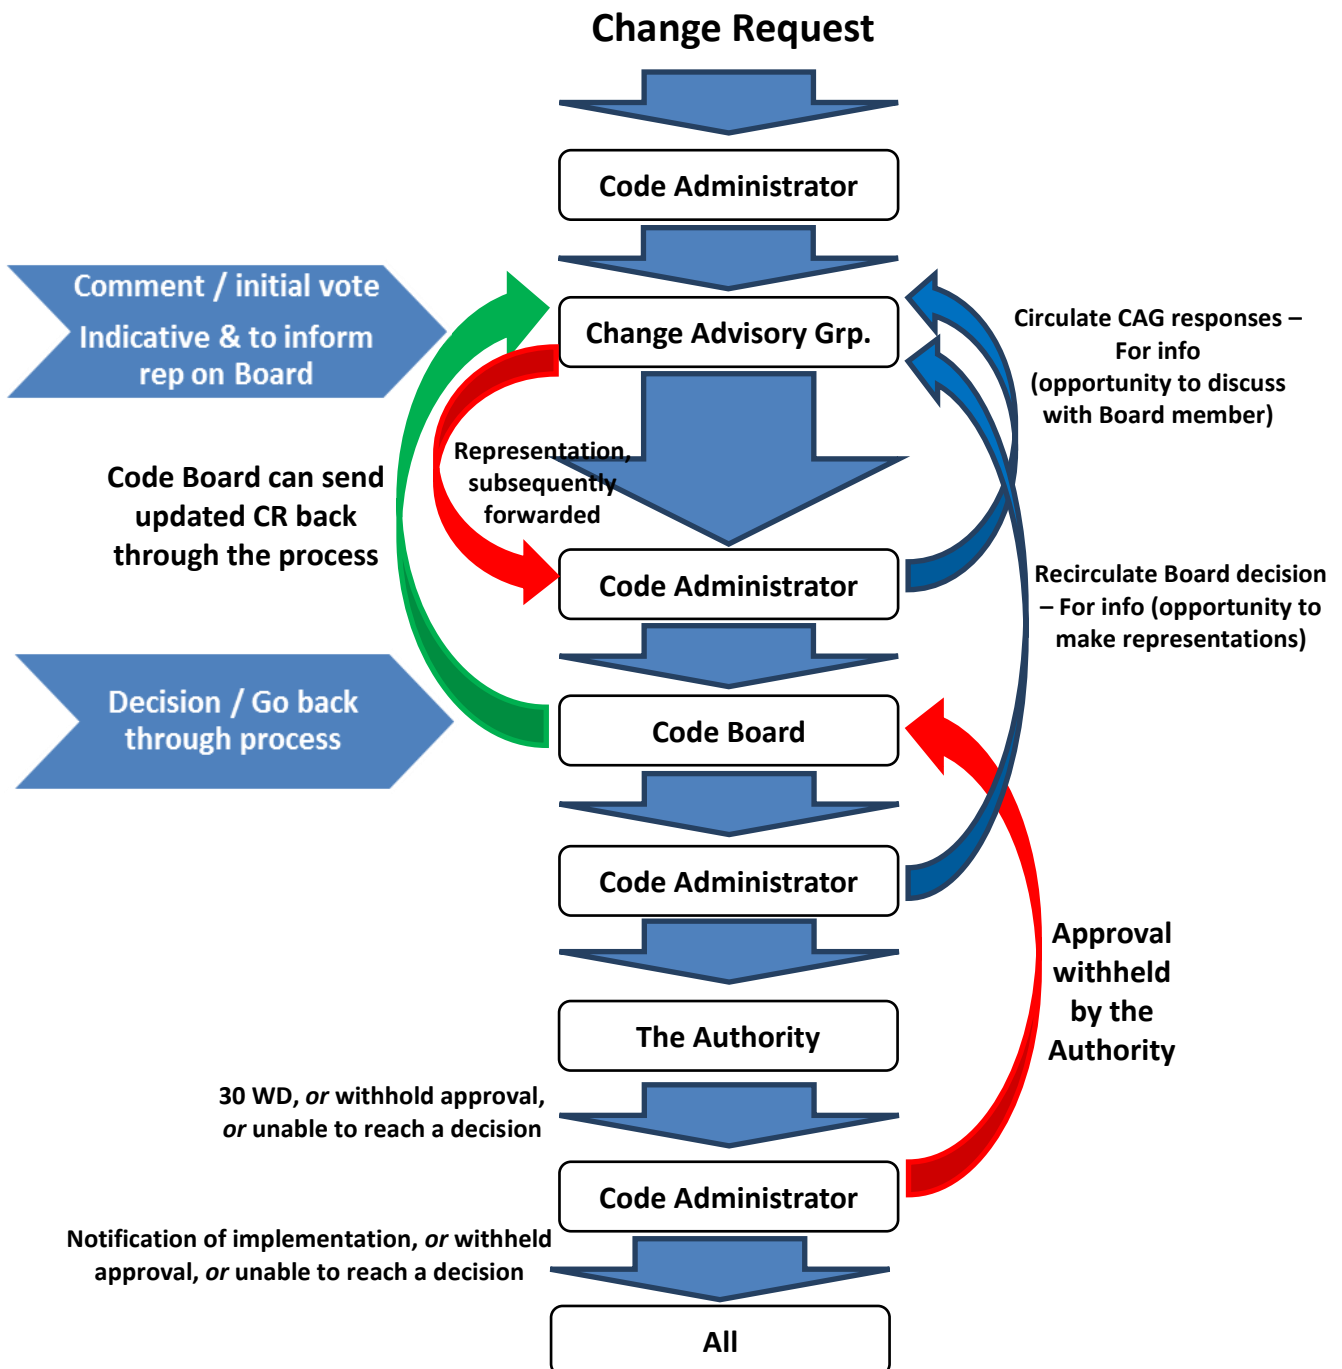 Change Request
Code Administrator
Comment / initial vote
Indicative & to inform
rep on Board
Change Advisory Grp.
Circulate CAG responses –
For info
(opportunity to discuss
with Board member)
Representation,
subsequently
forwarded
Code Board can send
updated CR back
through the process
Code Administrator
Recirculate Board decision
– For info (opportunity to
make representations)
Decision / Go back
through process
Code Board
Code Administrator
Approval
withheld
by the
Authority
The Authority
30 WD, or withhold approval,
or unable to reach a decision
Code Administrator
Notification of implementation, or withheld
approval, or unable to reach a decision
All